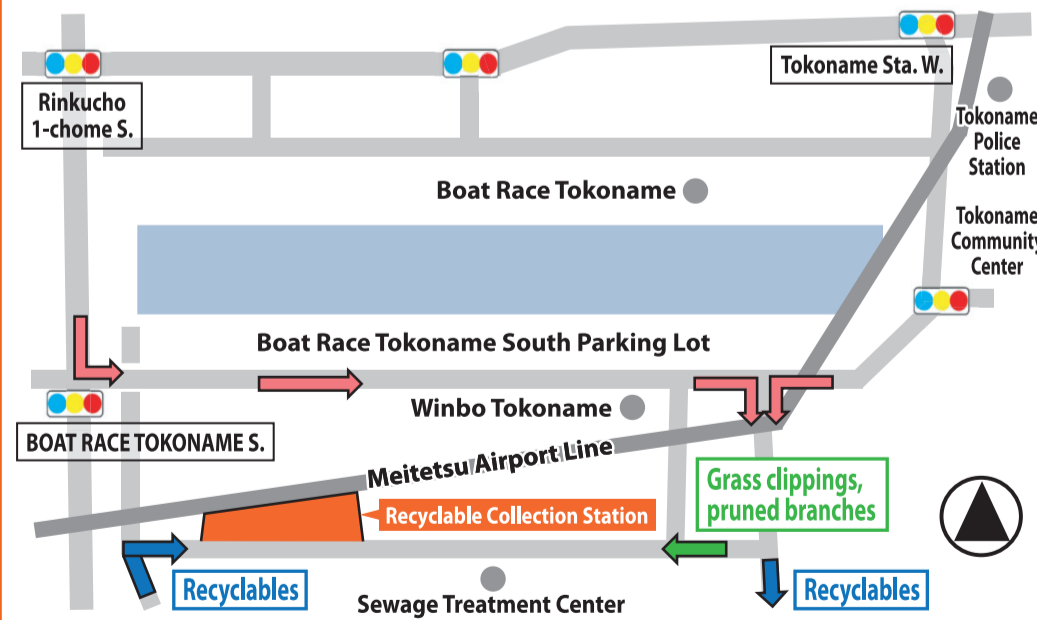 Tokoname Sta. W.
Rinkucho
1-chome S.
Tokoname
Police
Station
Boat Race Tokoname
Tokoname
Community
Center
Boat Race Tokoname South Parking Lot
Winbo Tokoname
BOAT RACE TOKONAME S.
Meitetsu Airport Line
Grass clippings,
pruned branches
Recyclable Collection Station
Recyclables
Recyclables
Sewage Treatment Center